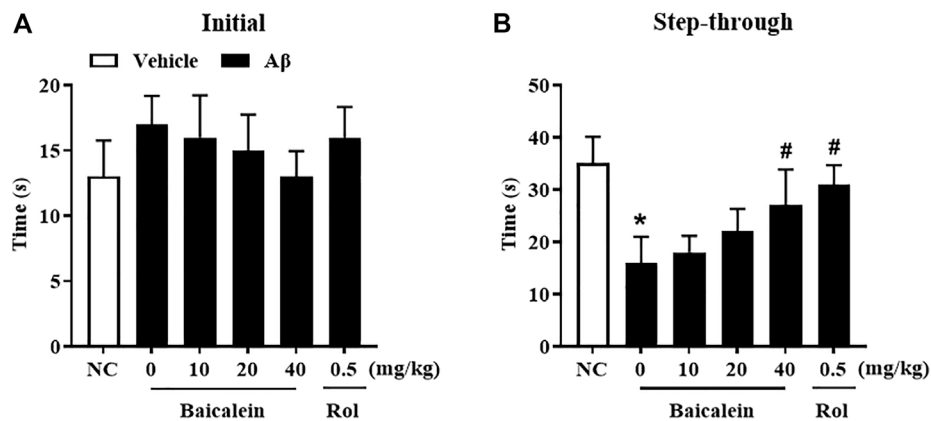 A
Initial
Vehicle
Aβ
20
15
10
5
0
Time (s)
NC
0
10
20
40
0.5
(mg/kg)
Baicalein
Rol
B
Step-through
50
40
30
20
10
0
Time (s)
*
#
#
NC
0
10
20
40
0.5
(mg/kg)
Baicalein
Rol